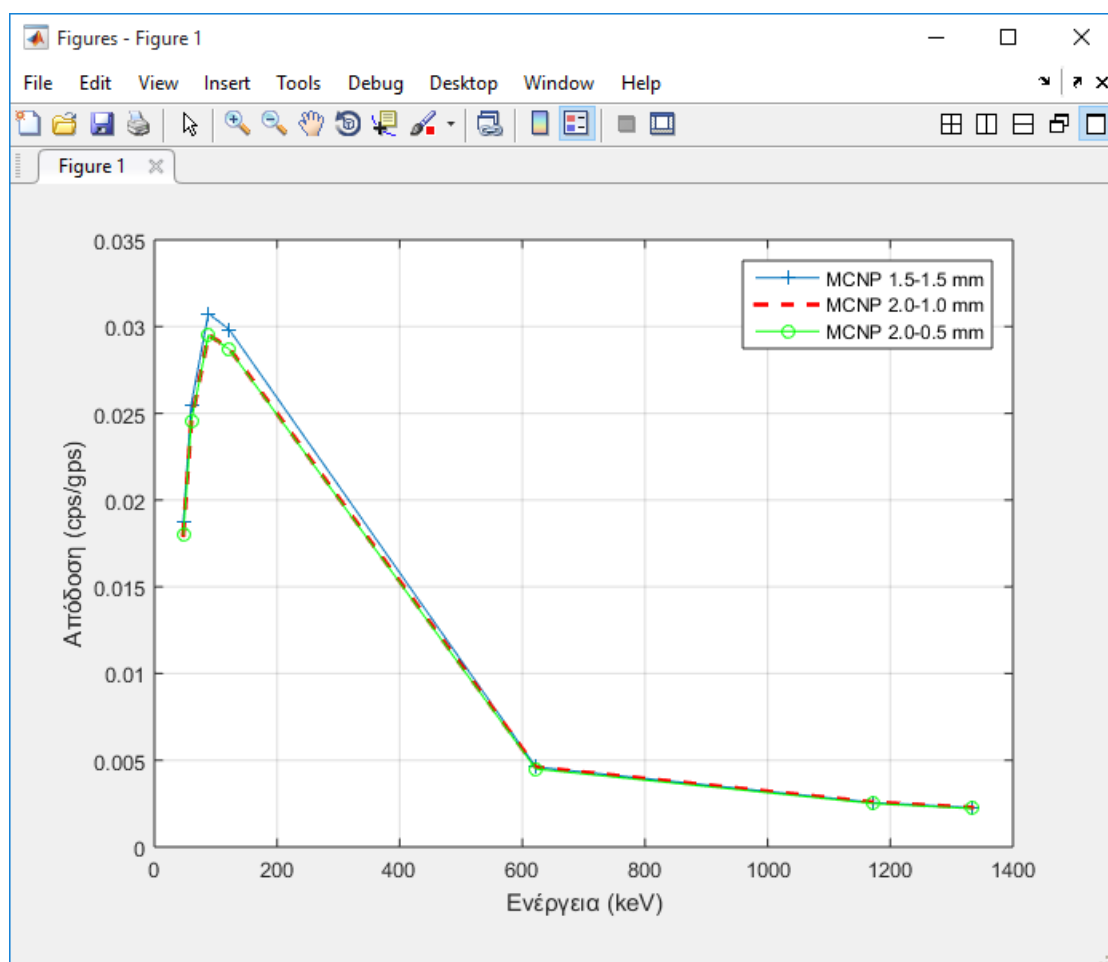 Figures - Figure 1
File Edit View Insert Tools Debug Desktop Window Help
Figure 1
0.035
0.03
0.025
0.02
0.015
0.01
0.005
0
Απόδοση (cps/gps)
MCNP 1.5-1.5 mm
MCNP 2.0-1.0 mm
MCNP 2.0-0.5 mm
0 200 400 600 800 1000 1200 1400
Ενέργεια (keV)